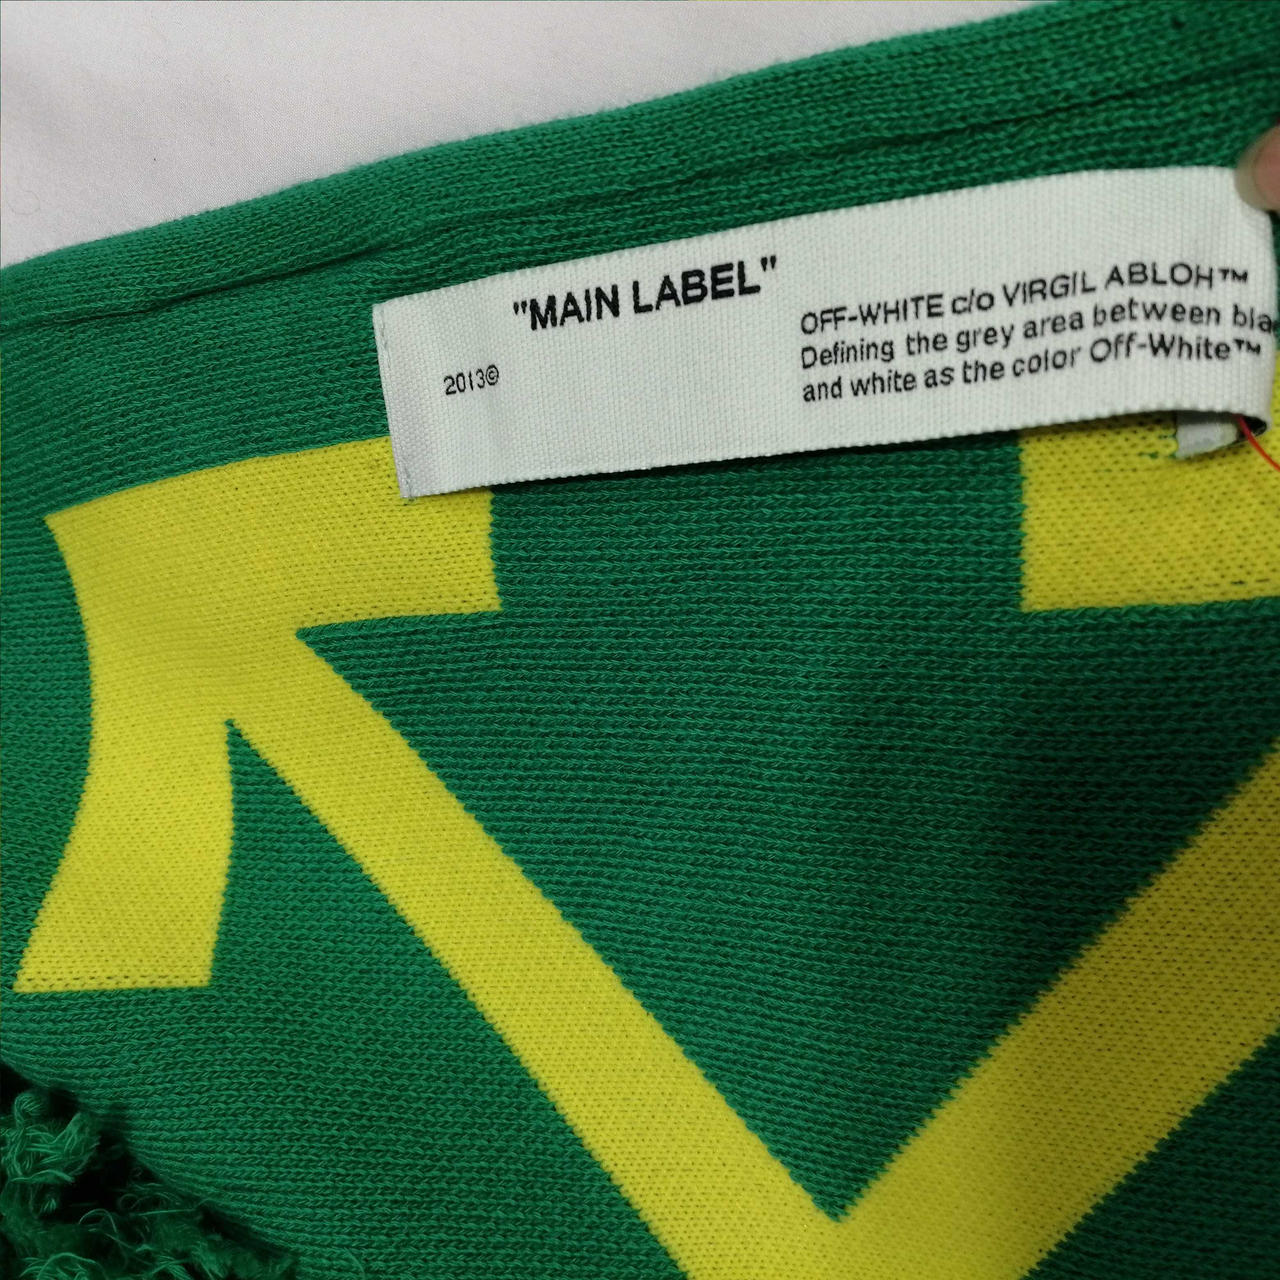 "MAIN LABEL"
2013©
OFF-WHITE c/o VIRGIL ABLOH™
Defining the grey area between
and white as the color Off-White™